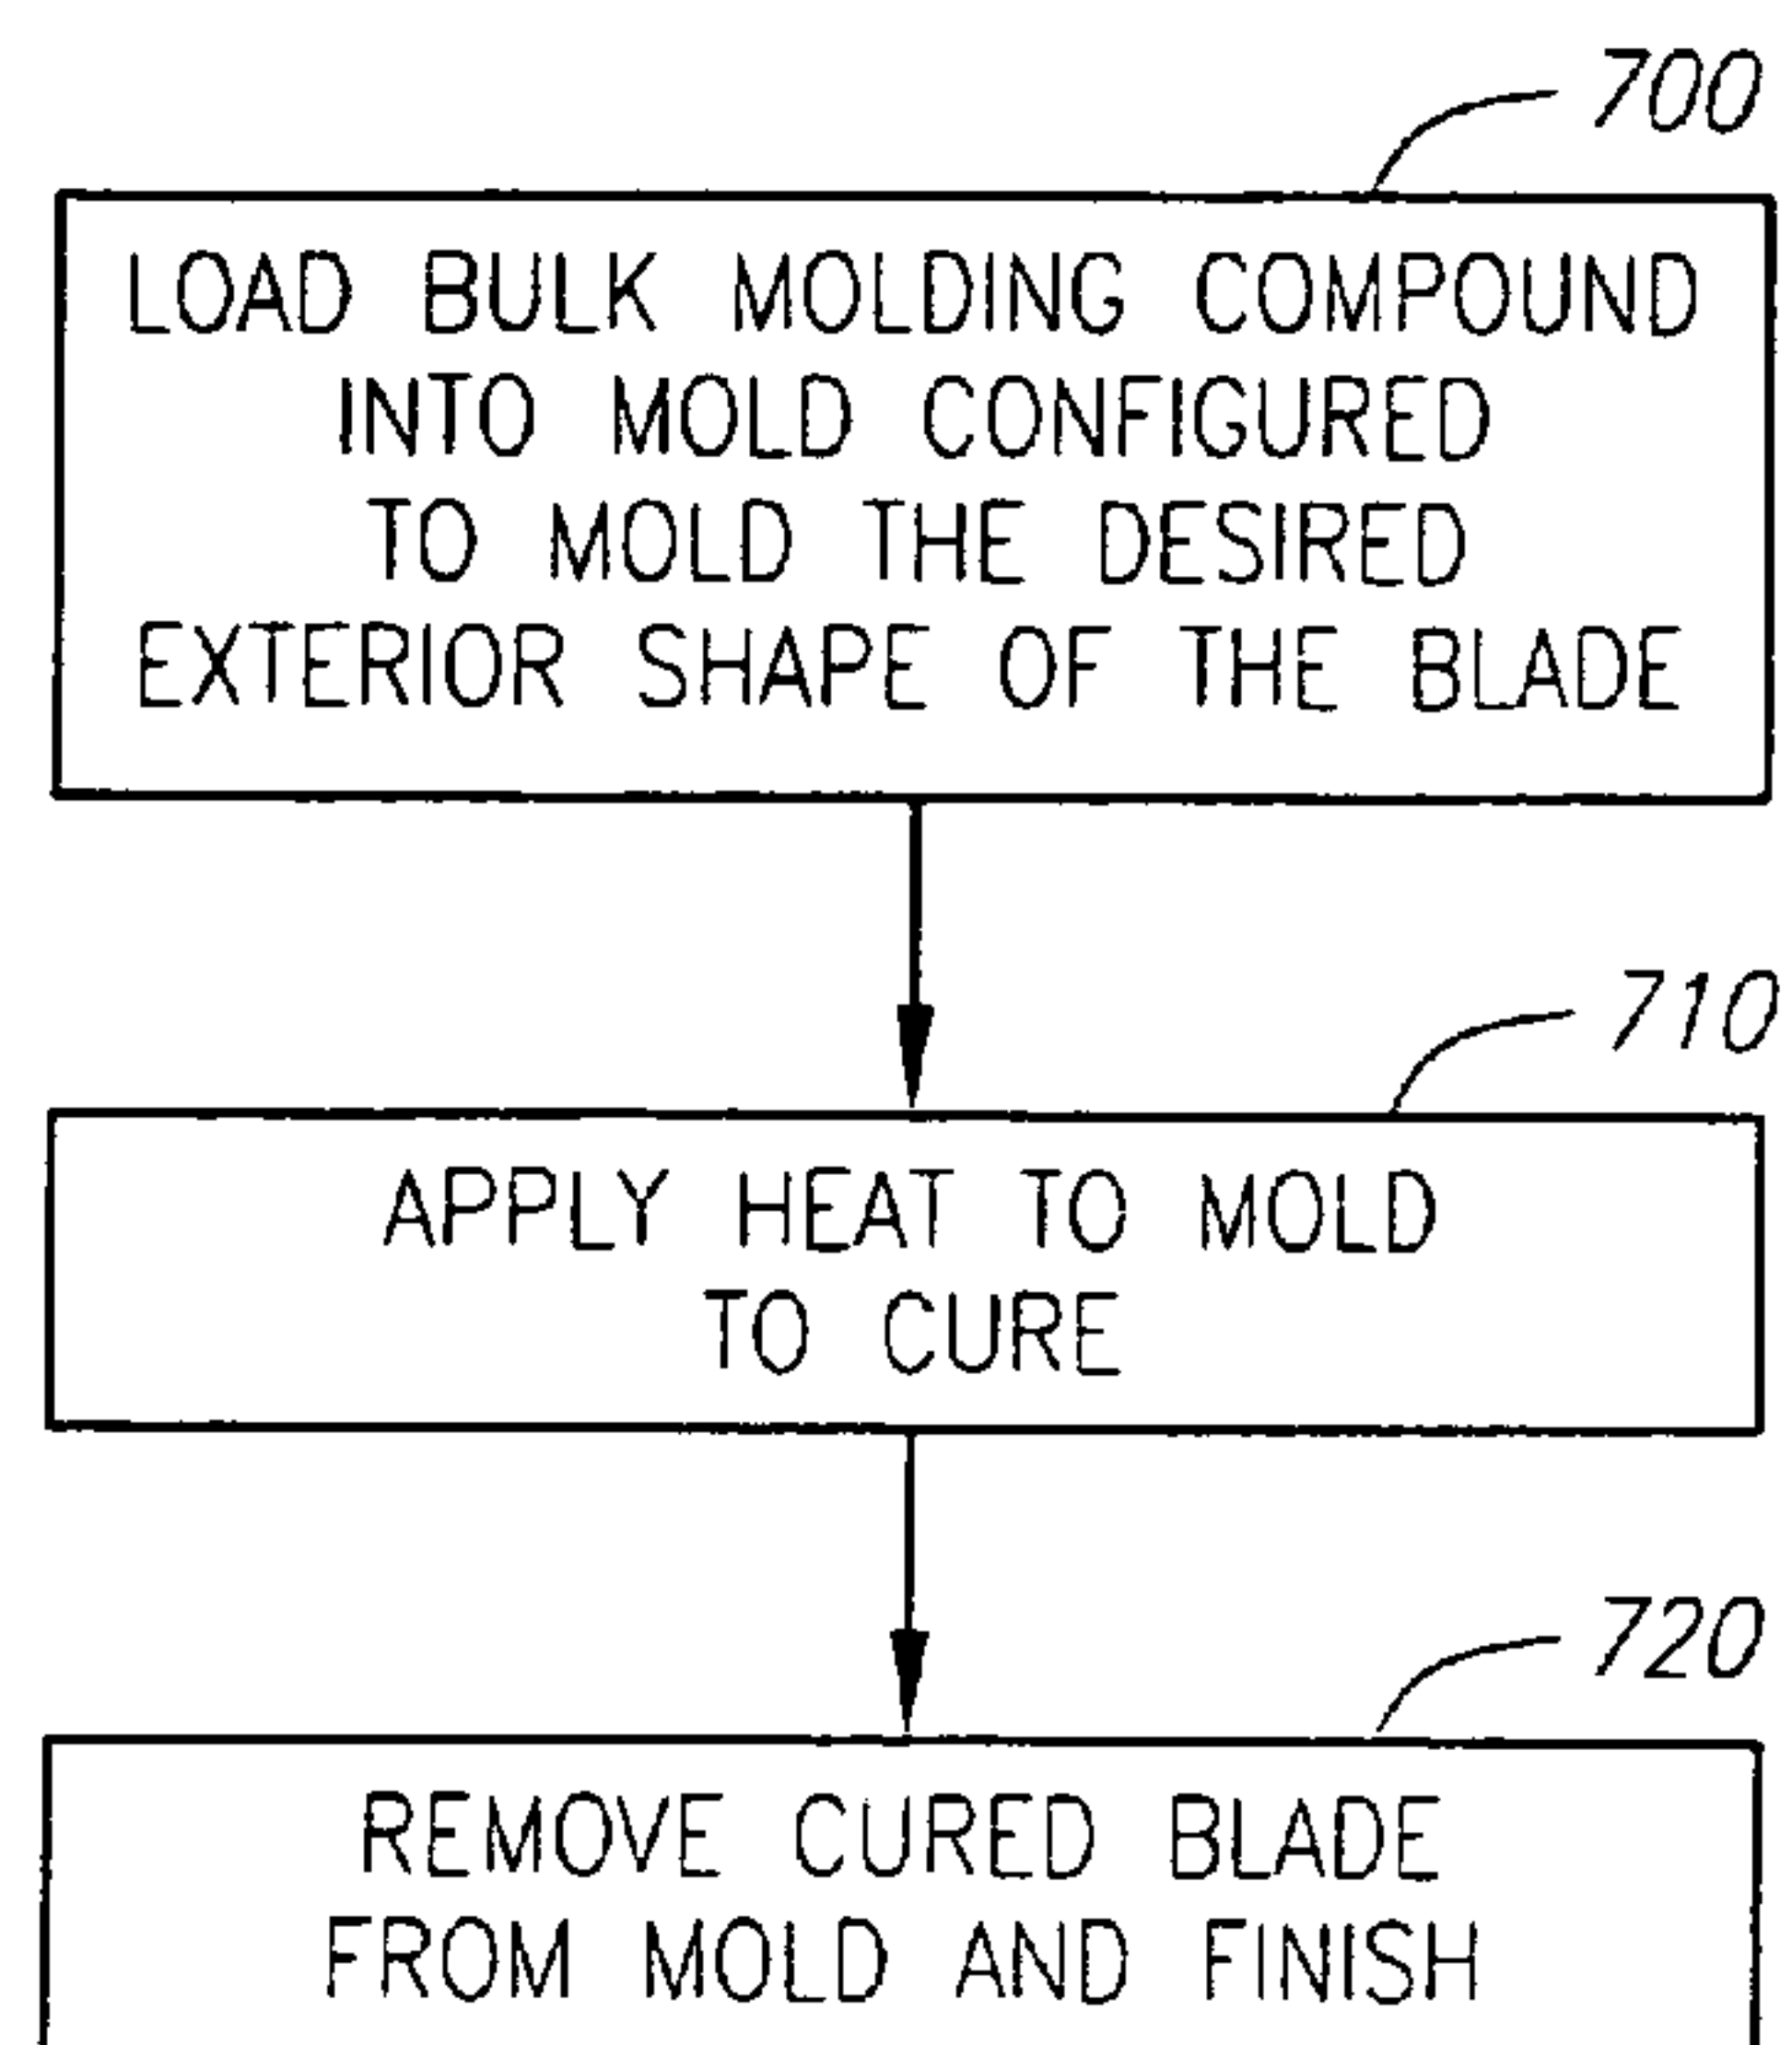 700
LOAD BULK MOLDING COMPOUND
INTO MOLD CONFIGURED
TO MOLD THE DESIRED
EXTERIOR SHAPE OF THE BLADE
710
APPLY HEAT TO MOLD
TO CURE
720
REMOVE CURED BLADE
FROM MOLD AND FINISH